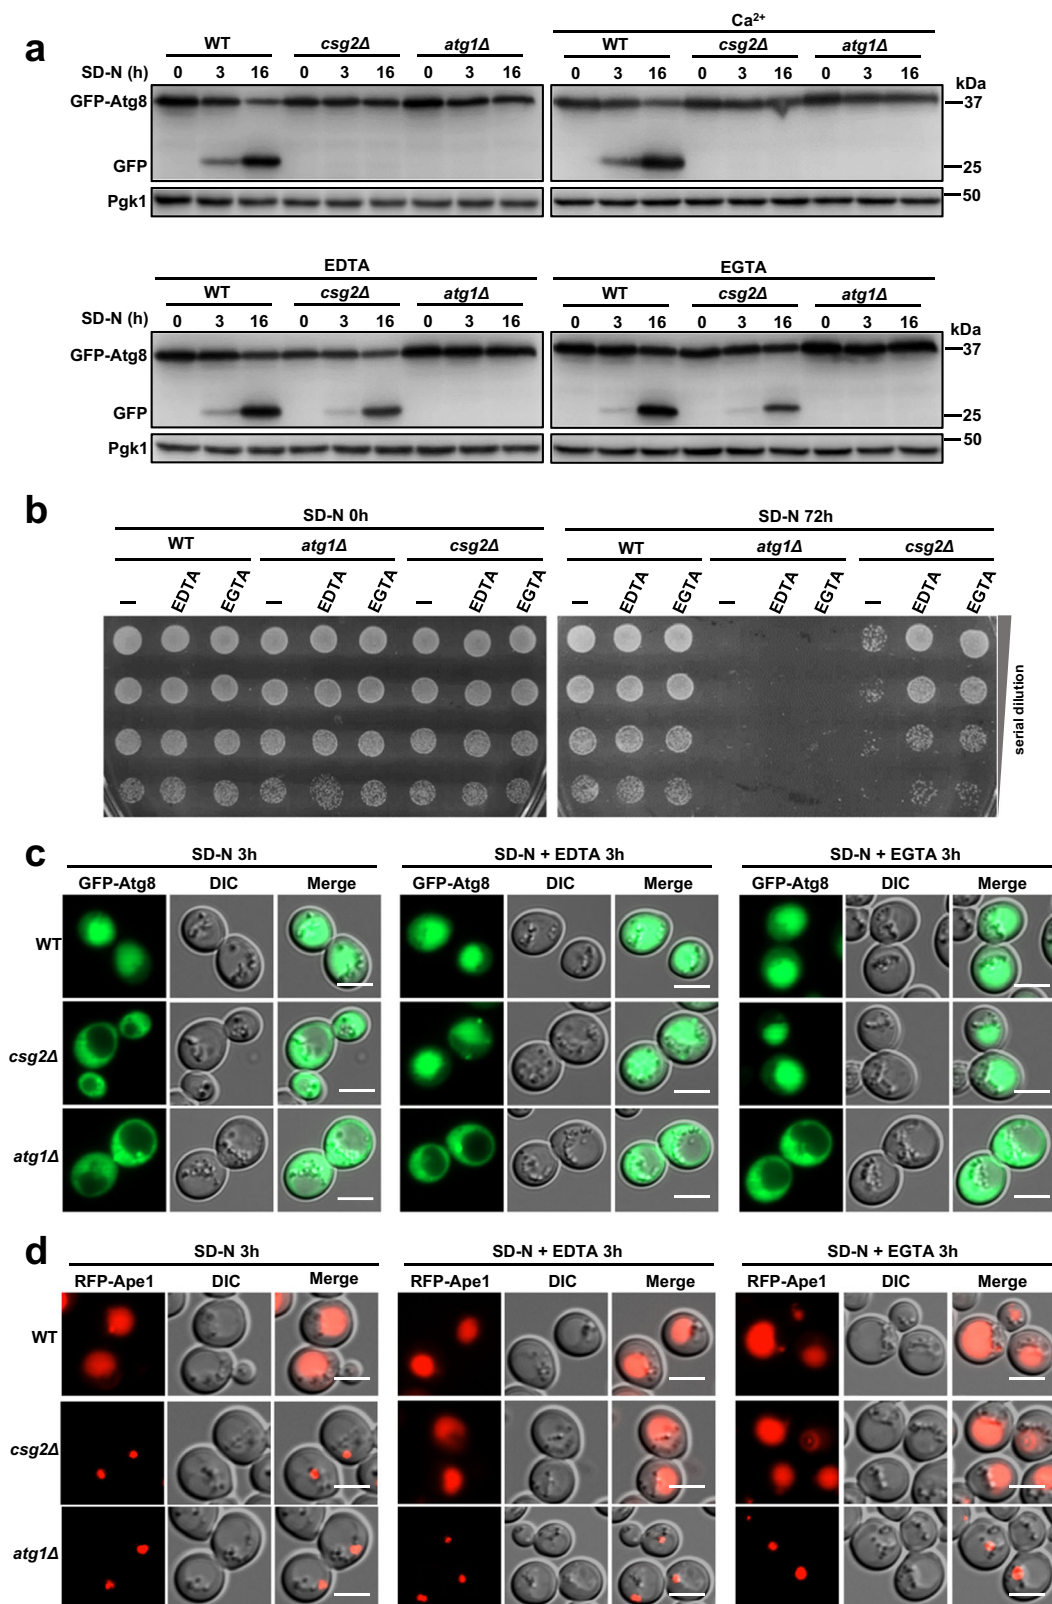 a
Ca²⁺
WT csg2Δ atg1Δ WT csg2Δ atg1Δ
SD-N (h) 0 3 16 0 3 16 0 3 16 0 3 16 0 3 16 0 3 16
kDa
GFP-Atg8 37
GFP 25
Pgk1 50
EDTA EGTA
WT csg2Δ atg1Δ WT csg2Δ atg1Δ
SD-N (h) 0 3 16 0 3 16 0 3 16 0 3 16 0 3 16 0 3 16
kDa
GFP-Atg8 37
GFP 25
Pgk1 50
b
SD-N 0h SD-N 72h
WT atg1Δ csg2Δ WT atg1Δ csg2Δ
– EDTA EGTA – EDTA EGTA – EDTA EGTA – EDTA EGTA – EDTA EGTA – EDTA EGTA
serial dilution
c
SD-N 3h SD-N + EDTA 3h SD-N + EGTA 3h
GFP-Atg8 DIC Merge GFP-Atg8 DIC Merge GFP-Atg8 DIC Merge
WT
csg2Δ
atg1Δ
d
SD-N 3h SD-N + EDTA 3h SD-N + EGTA 3h
RFP-Ape1 DIC Merge RFP-Ape1 DIC Merge RFP-Ape1 DIC Merge
WT
csg2Δ
atg1Δ